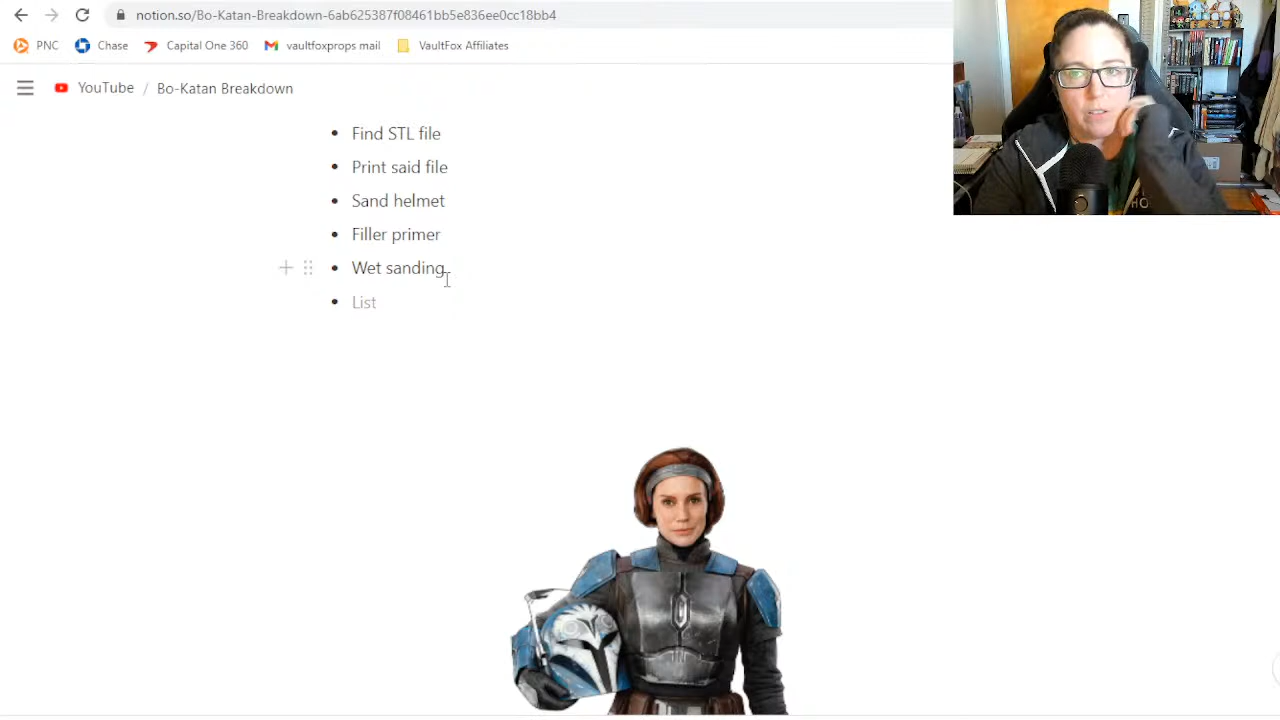 notion.so/Bo-Katan-Breakdown-6ab625387f08461bb5e836ee0cc18bb4
PNC Chase Capital One 360 vaultfoxprops mail VaultFox Affiliates
YouTube / Bo-Katan Breakdown
• Find STL file
• Print said file
• Sand helmet
• Filler primer
• Wet sanding
• List